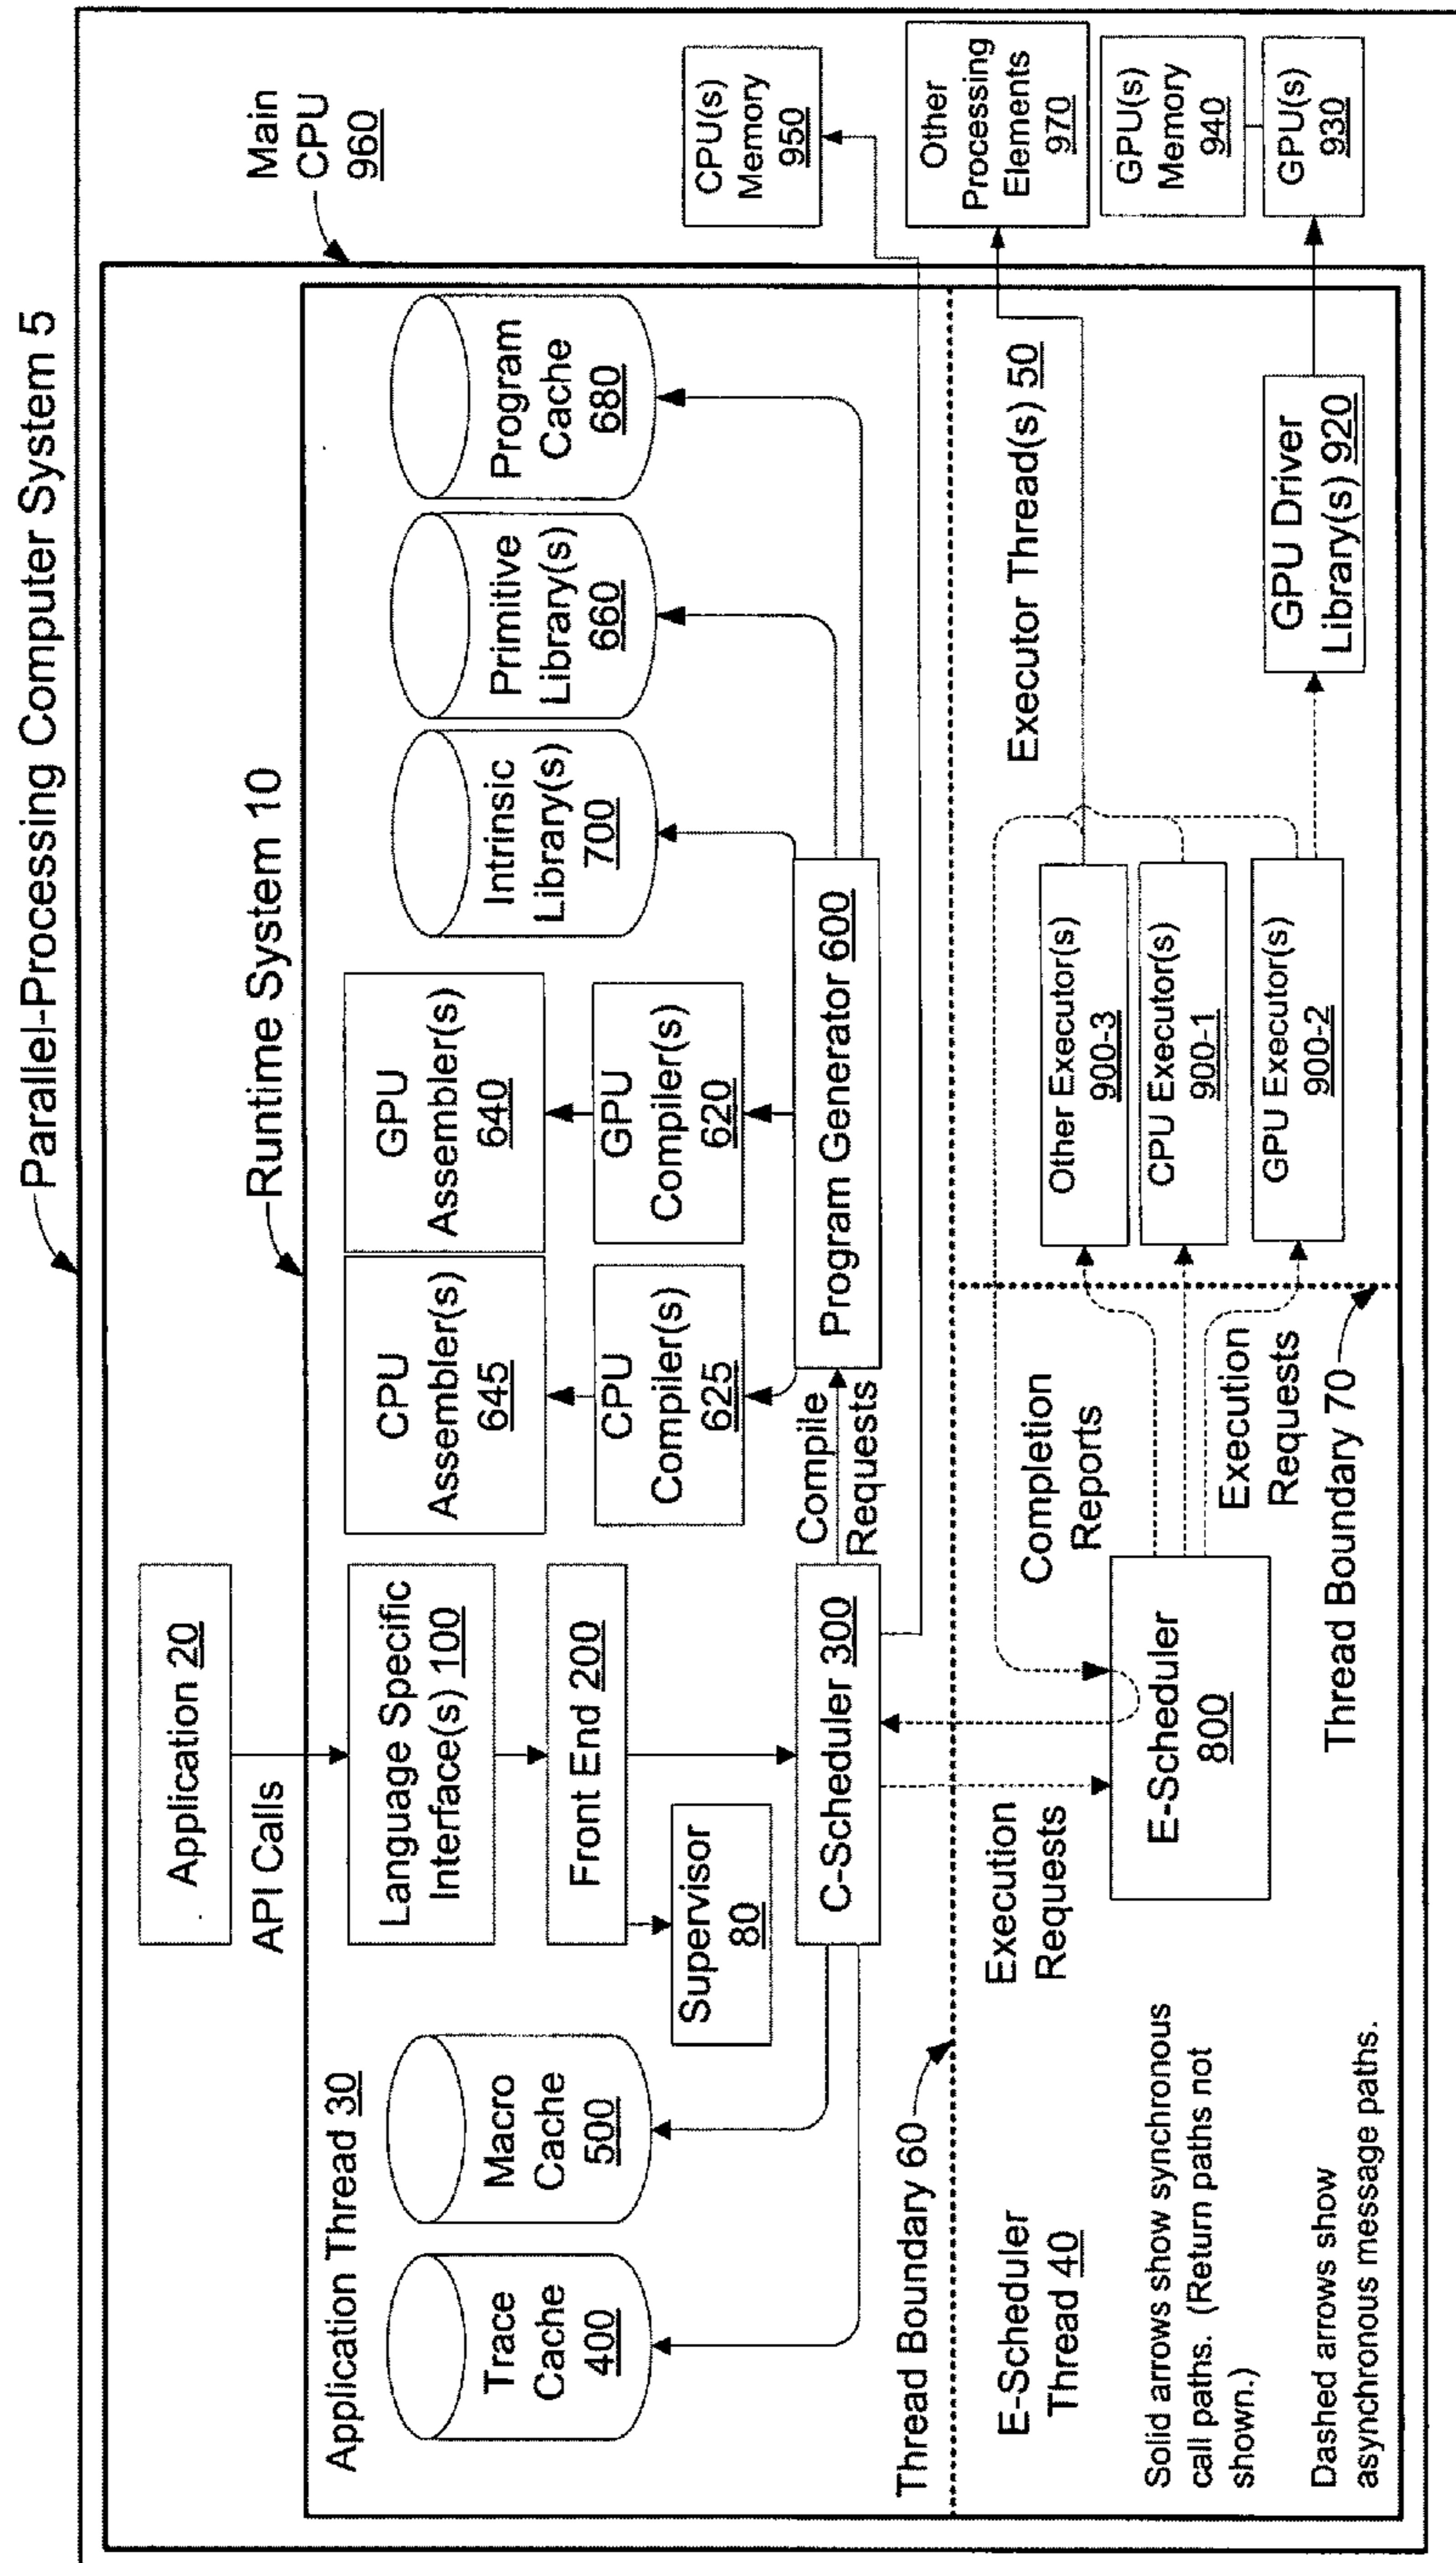 Parallel-Processing Computer System 5
Main
CPU
960
Runtime System 10
Application 20
API Calls
Application Thread 30
Language Specific
Interface(s) 100
Front End 200
Supervisor
80
C-Scheduler 300
Trace
Cache
400
Macro
Cache
500
CPU
Assembler(s)
645
GPU
Assembler(s)
640
CPU
Compiler(s)
625
GPU
Compiler(s)
620
Compile
Requests
Program Generator 600
Intrinsic
Library(s)
700
Primitive
Library(s)
660
Program
Cache
680
CPU(s)
Memory
950
Other
Processing
Elements
970
GPU(s)
Memory
940
GPU(s)
930
Thread Boundary 60
E-Scheduler
Thread 40
Execution
Requests
E-Scheduler
800
Completion
Reports
Execution
Requests
Thread Boundary 70
Executor Thread(s) 50
Other Executor(s)
900-3
CPU Executor(s)
900-1
GPU Executor(s)
900-2
GPU Driver
Library(s) 920
Solid arrows show synchronous
call paths. (Return paths not
shown.)
Dashed arrows show
asynchronous message paths.